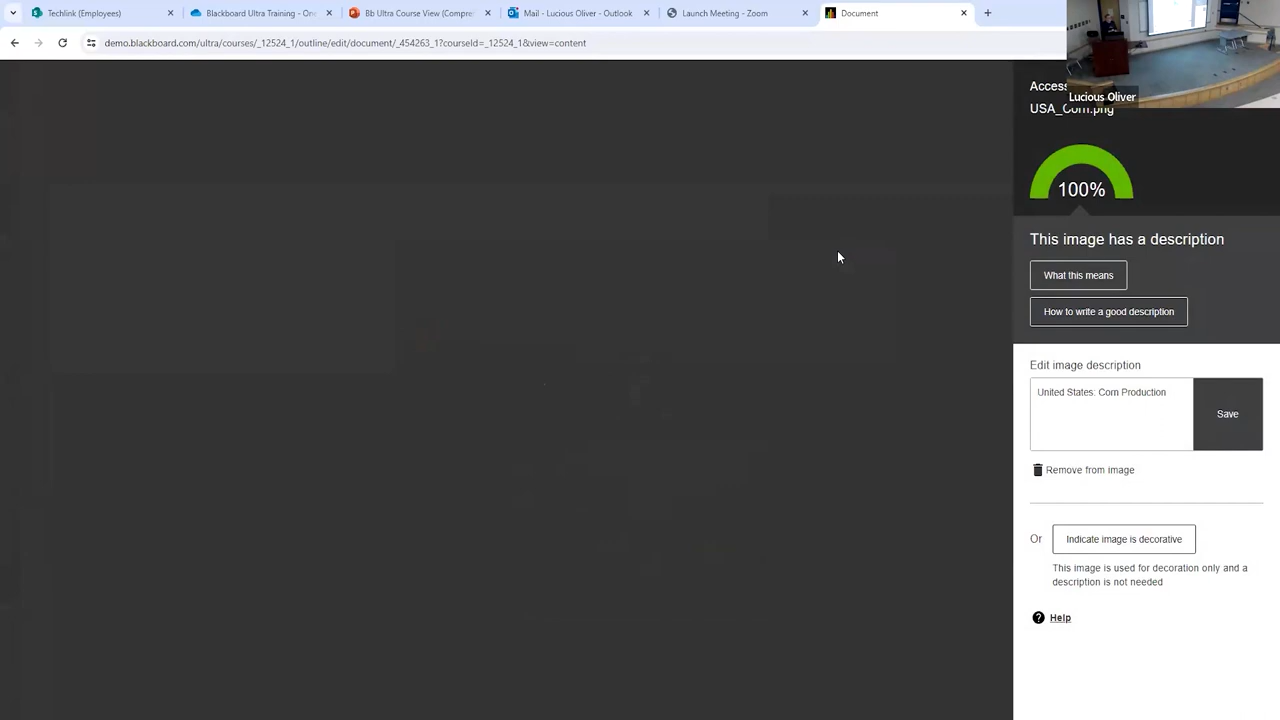 Techlink (Employees)
Blackboard Ultra Training - One
Bb Ultra Course View (Compre
Mail - Lucious Oliver - Outlook
Launch Meeting - Zoom
Document
demo.blackboard.com/ultra/courses/_12524_1/outline/edit/document/
_1?courseId=_12524_1&view=content
Lucious Oliver
Access
USA_Corn.png
100%
This image has a description
What this means
How to write a good description
Edit image description
United States: Corn Production
Save
Remove from image
Or
Indicate image is decorative
This image is used for decoration only and a
description is not needed
? Help